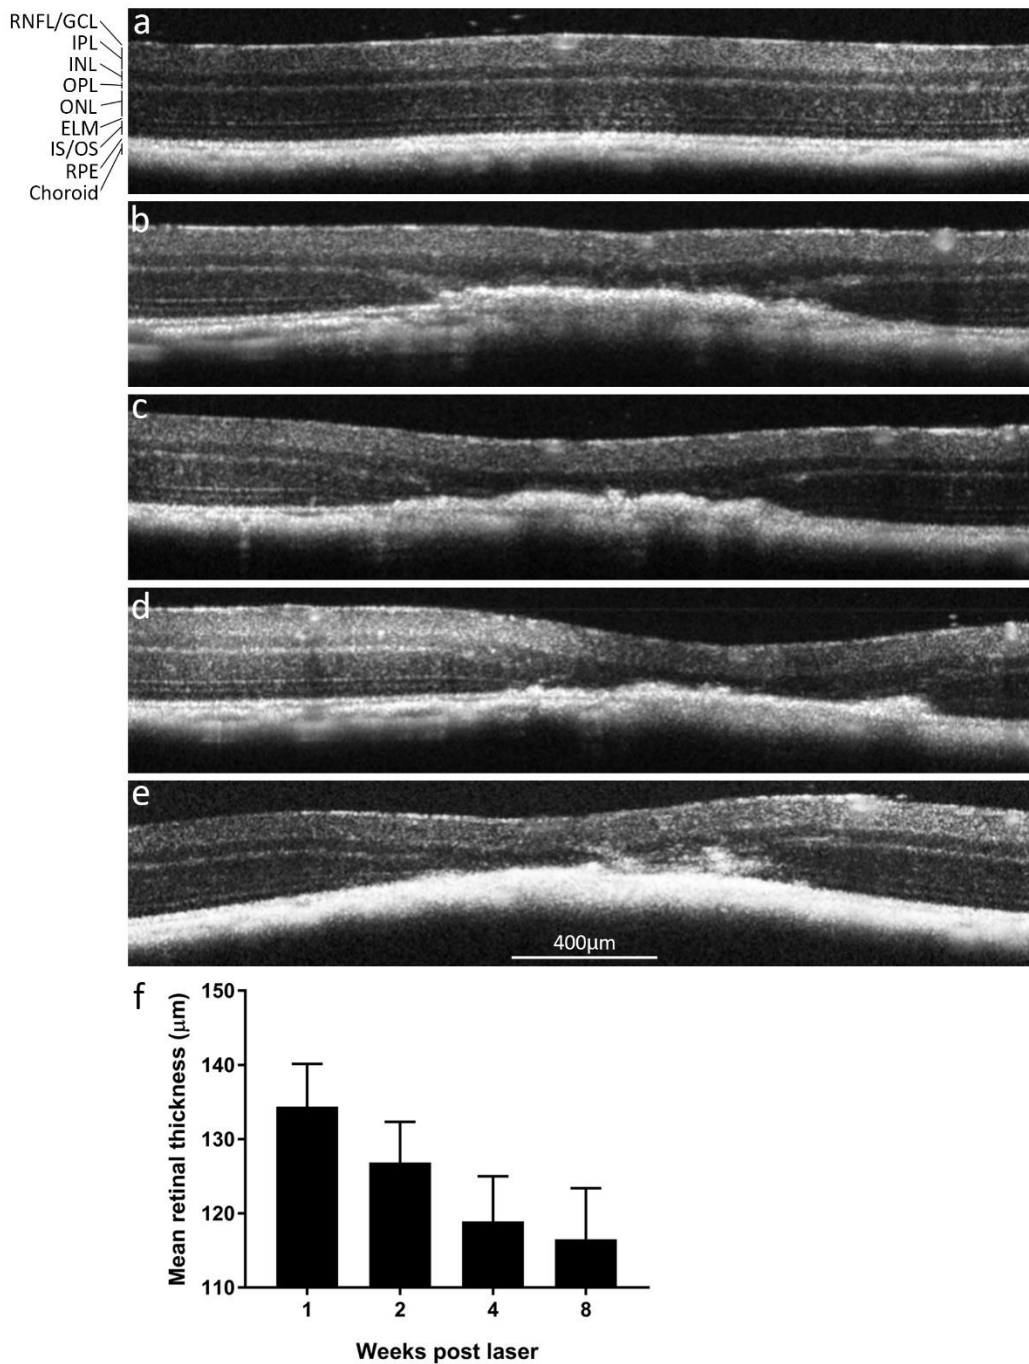 RNFL/GCL
IPL
INL
OPL
ONL
ELM
IS/OS
RPE
Choroid
a
b
c
d
e
400µm
f
Mean retinal thickness (µm)
150
140
130
120
110
1 2 4 8
Weeks post laser